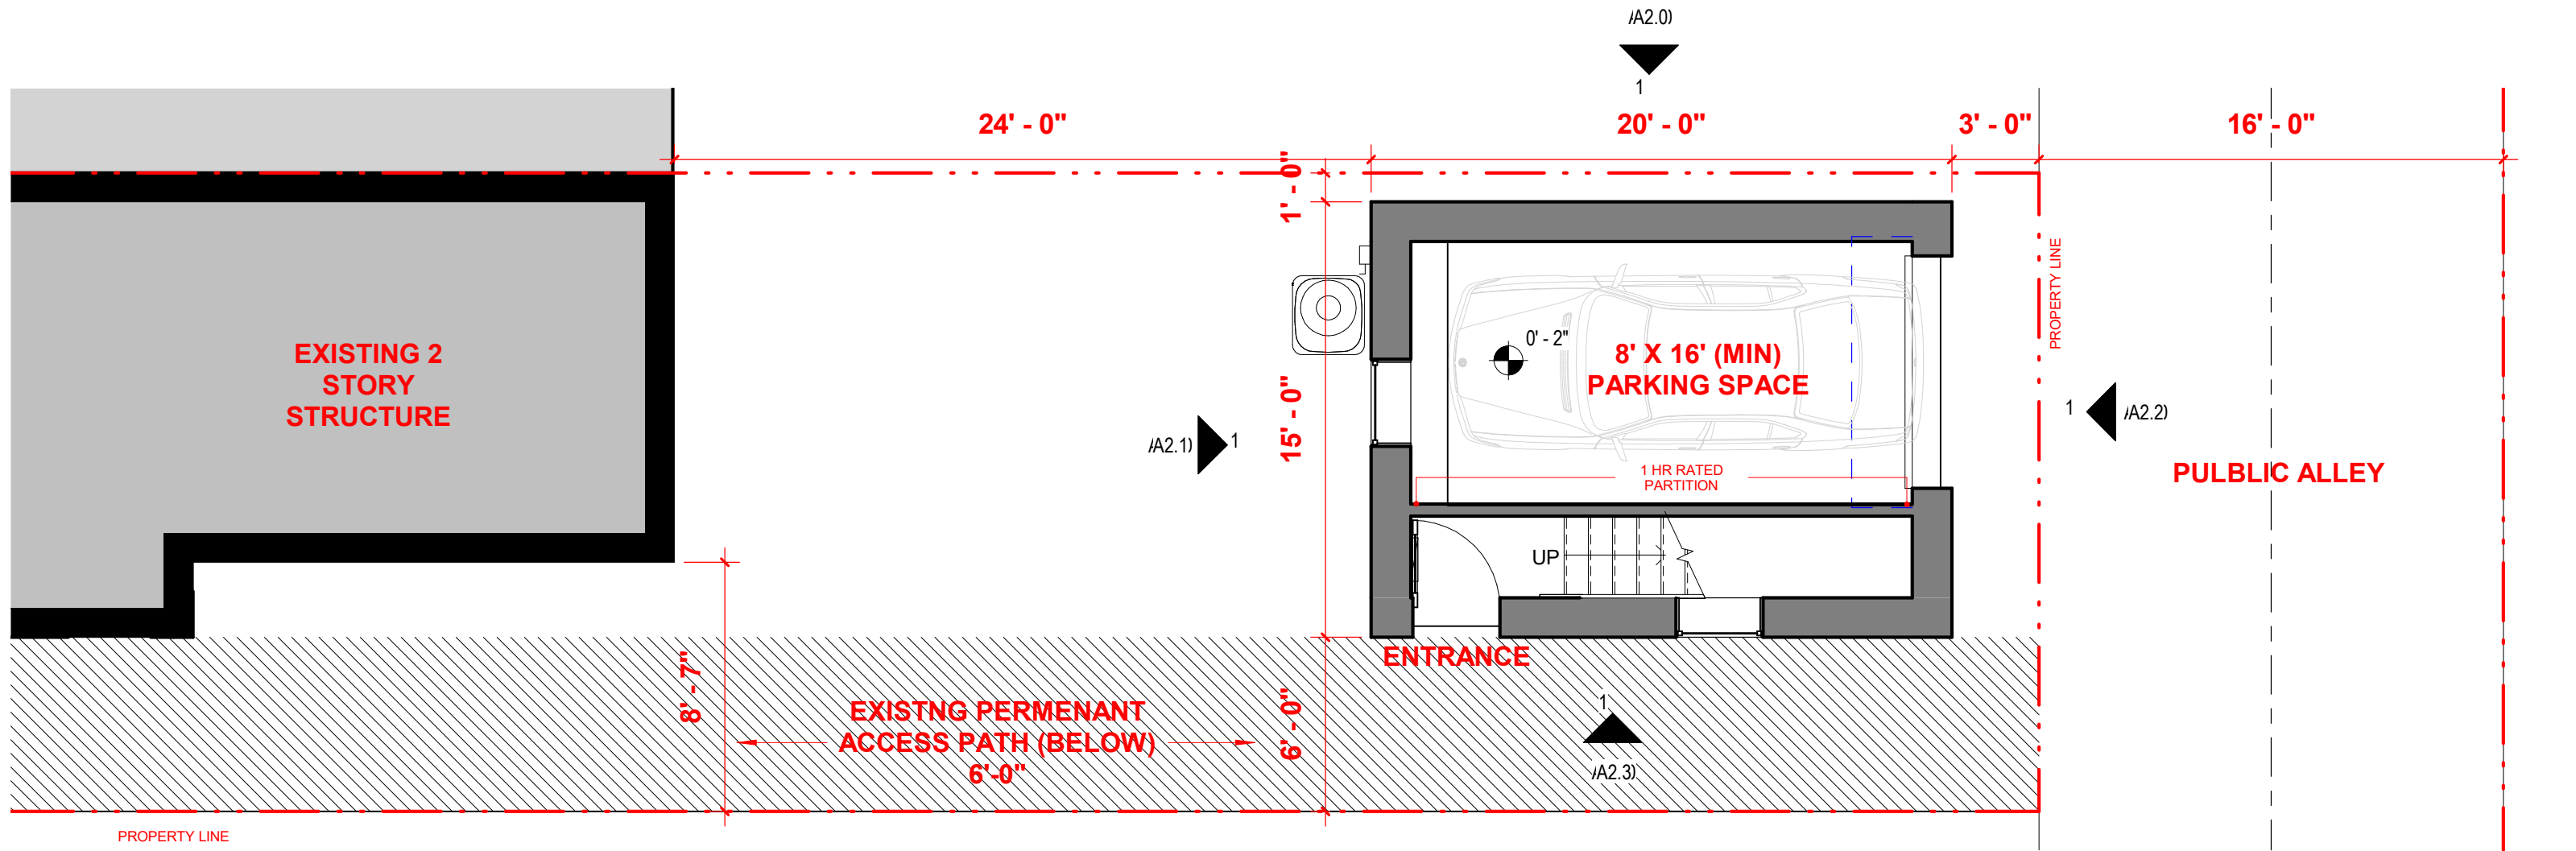 /A2.0)
1
24' - 0"
20' - 0"
3' - 0"
16' - 0"
1' - 0"
PROPERTY LINE
EXISTING 2
STORY
STRUCTURE
0' - 2"
8' X 16' (MIN)
PARKING SPACE
15' - 0"
/A2.1)
1
1
/A2.2)
1 HR RATED
PARTITION
PULBLIC ALLEY
UP
ENTRANCE
8' - 7"
EXISTNG PERMENANT
ACCESS PATH (BELOW)
6'-0"
6' - 0"
1
/A2.3)
PROPERTY LINE